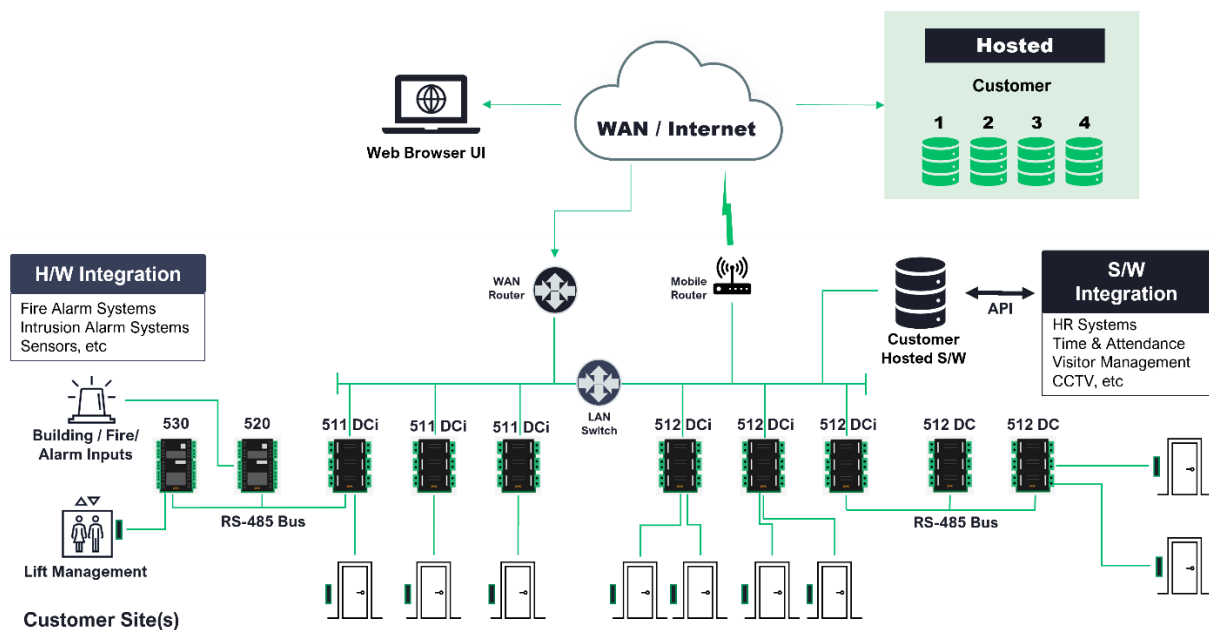 Hosted
Customer
1 2 3 4
WAN / Internet
Web Browser UI
H/W Integration
Fire Alarm Systems
Intrusion Alarm Systems
Sensors, etc
WAN
Router
Mobile
Router
Customer
Hosted S/W
API
S/W
Integration
HR Systems
Time & Attendance
Visitor Management
CCTV, etc
LAN
Switch
Building / Fire/
Alarm Inputs
530
520
511 DCi
511 DCi
511 DCi
512 DCi
512 DCi
512 DCi
512 DC
512 DC
RS-485 Bus
RS-485 Bus
Lift Management
Customer Site(s)